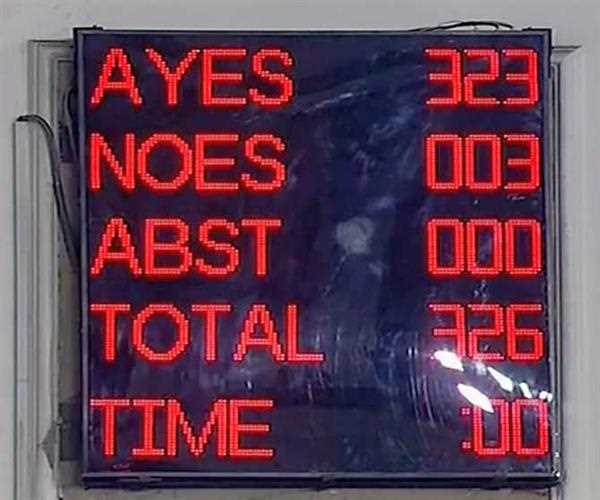 AYES 323
NOES 003
ABST 000
TOTAL 326
TIME :00